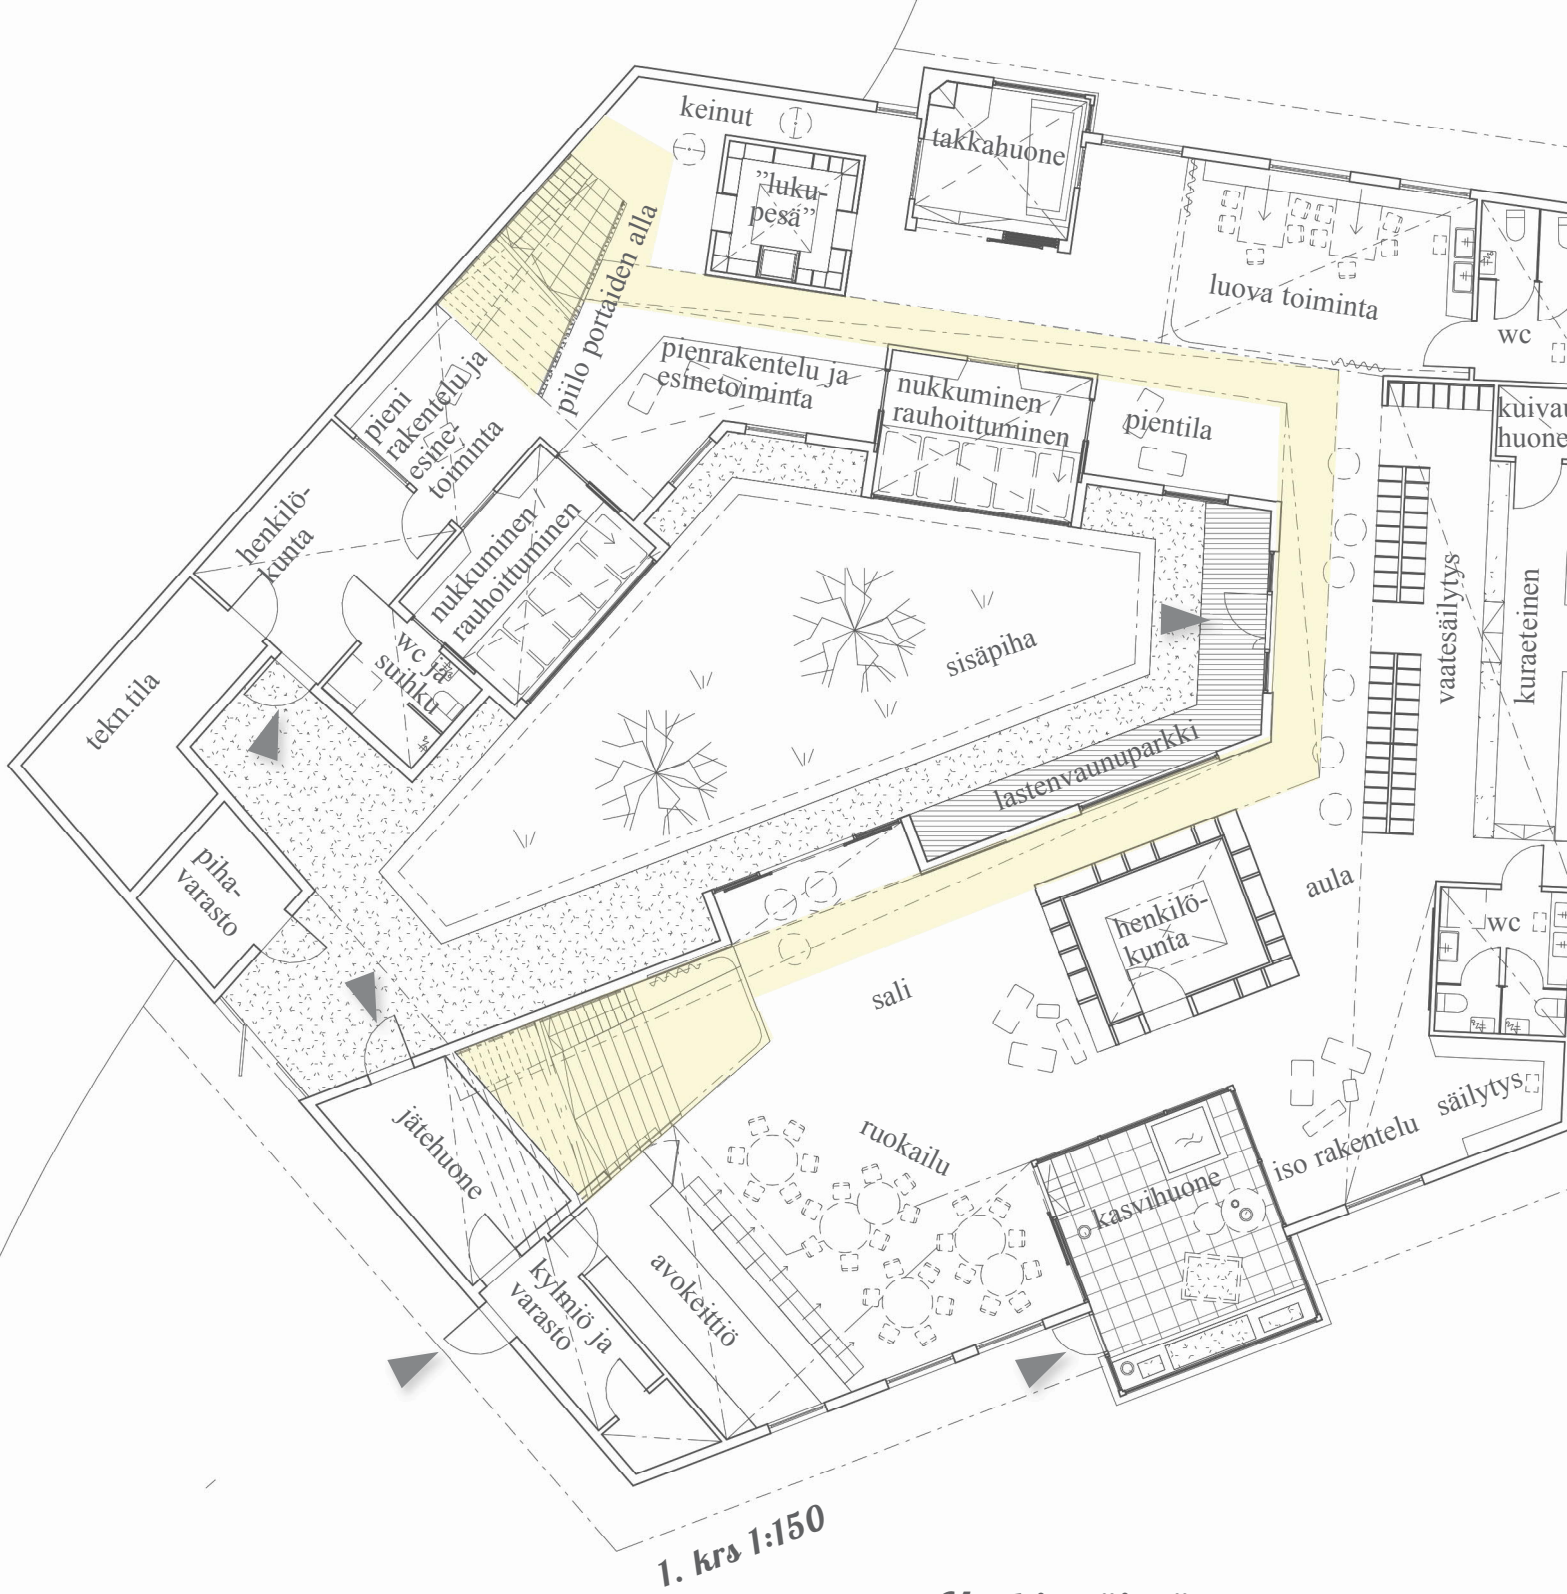 keinut
takkahuone
"luku-
pesä"
piilo portaiden alla
luova toiminta
wc
pienrakentelu ja
esinetoiminta
nukkuminen /
rauhoittuminen
pientila
pieni
rakentelu ja
esine-
toiminta
kuivau
huone
henkilö-
kunta
nukkuminen /
rauhoittuminen
wc ja
suihku
sisäpiha
vaatesäilytys
kuraeteinen
tekn.tila
lastenvaunuparkki
piha-
varasto
aula
henkilö-
kunta
wc
sali
jätehuone
ruokailu
säilytys
iso rakentelu
kasvihuone
kylmiö ja
varasto
avokeittiö
1. krs 1:150